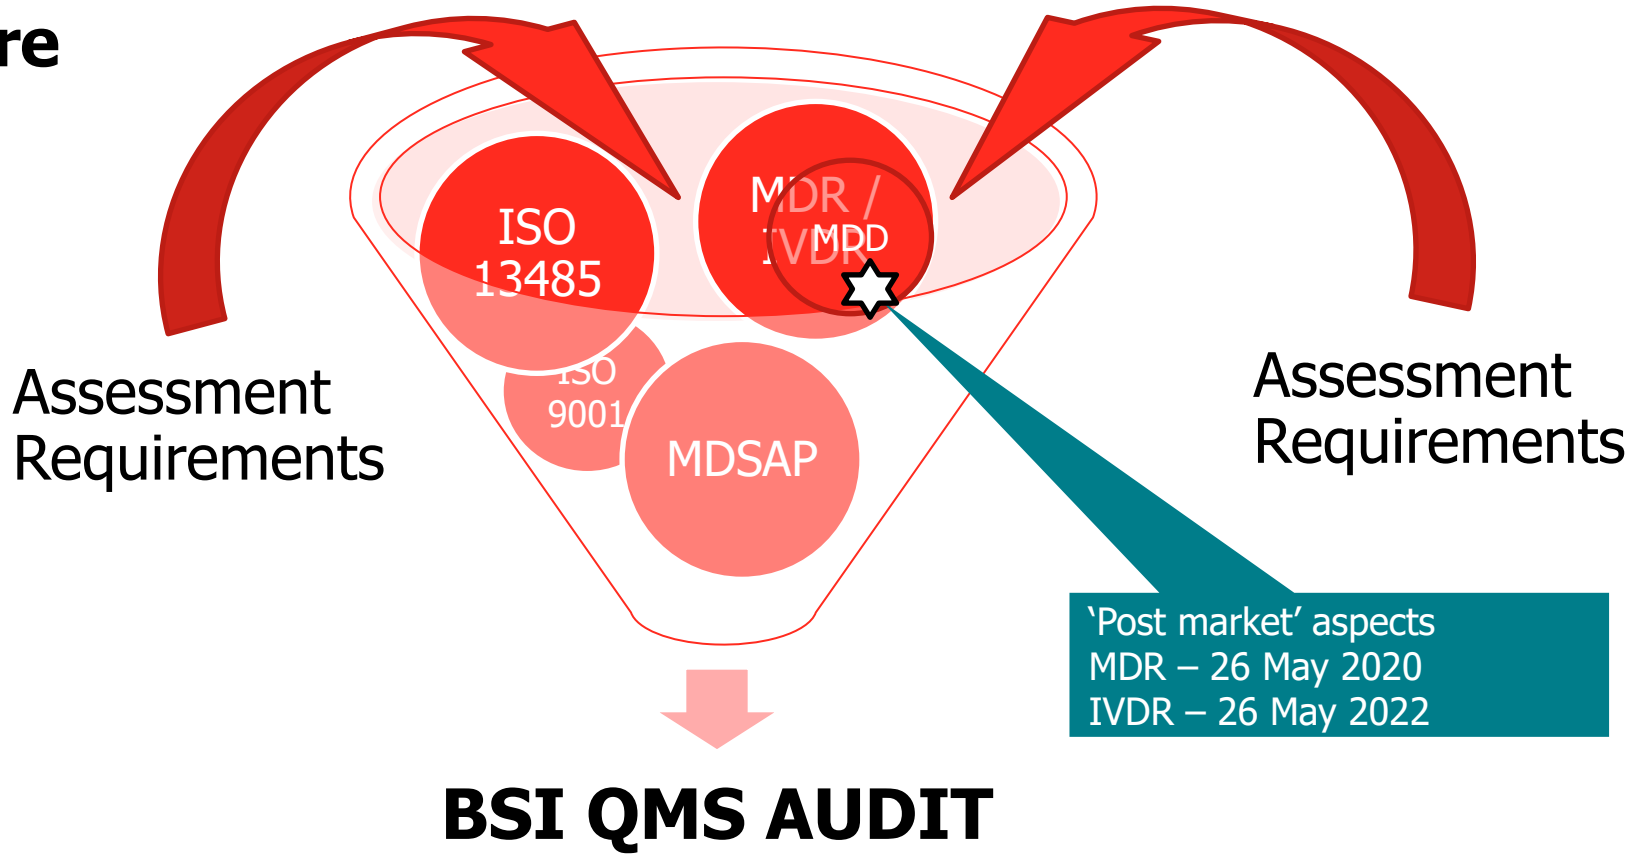 re
ISO
13485
MDR /
IVDR
MDD
ISO
9001
MDSAP
Assessment
Requirements
Assessment
Requirements
‘Post market’ aspects
MDR – 26 May 2020
IVDR – 26 May 2022
BSI QMS AUDIT